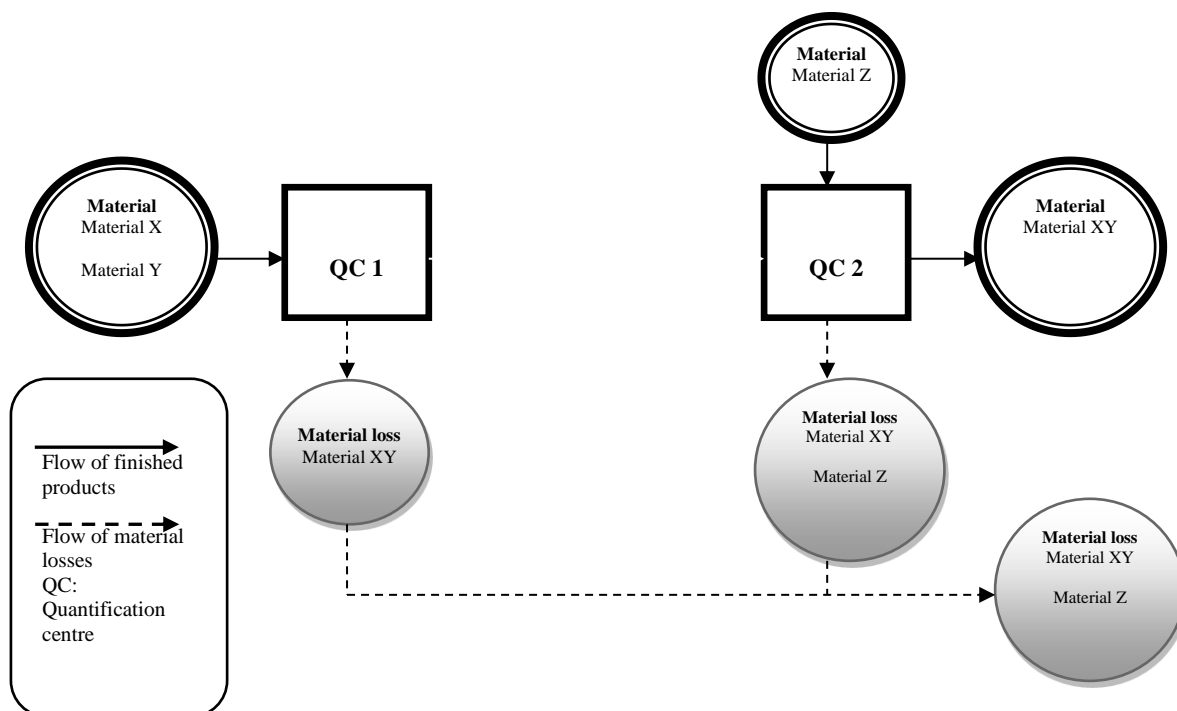 Material
Material Z
Material
Material X
Material Y
QC 1
QC 2
Material
Material XY
Material loss
Material XY
Material loss
Material XY
Material Z
Material loss
Material XY
Material Z
Flow of finished
products
Flow of material
losses
QC:
Quantification
centre